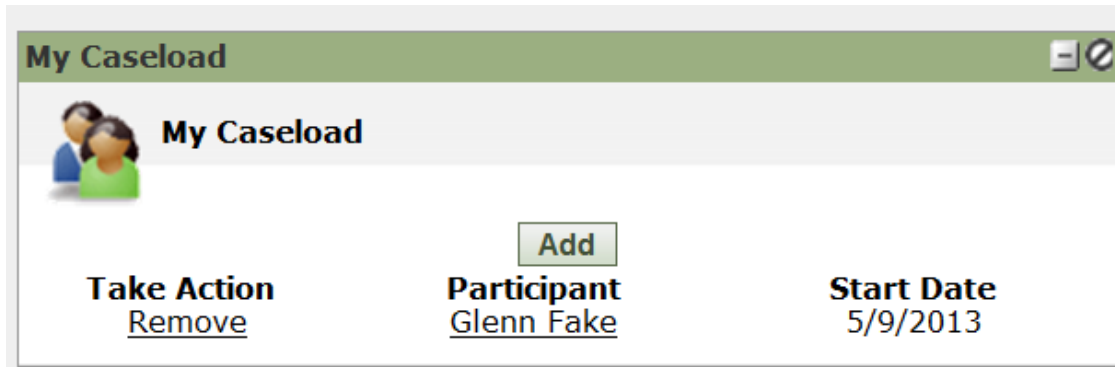 My Caseload
My Caseload
Add
Take Action Participant Start Date
Remove Glenn Fake 5/9/2013